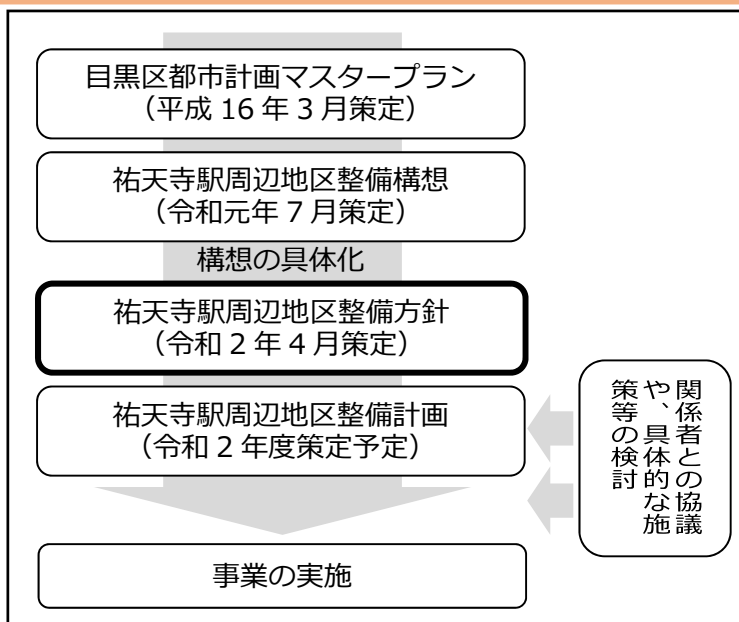 目黒区都市計画マスタープラン
（平成 16 年 3 月策定）
祐天寺駅周辺地区整備構想
（令和元年 7 月策定）
構想の具体化
祐天寺駅周辺地区整備方針
（令和 2 年 4 月策定）
祐天寺駅周辺地区整備計画
（令和 2 年度策定予定）
関係者との協議
や、具体的な施
策等の検討
事業の実施